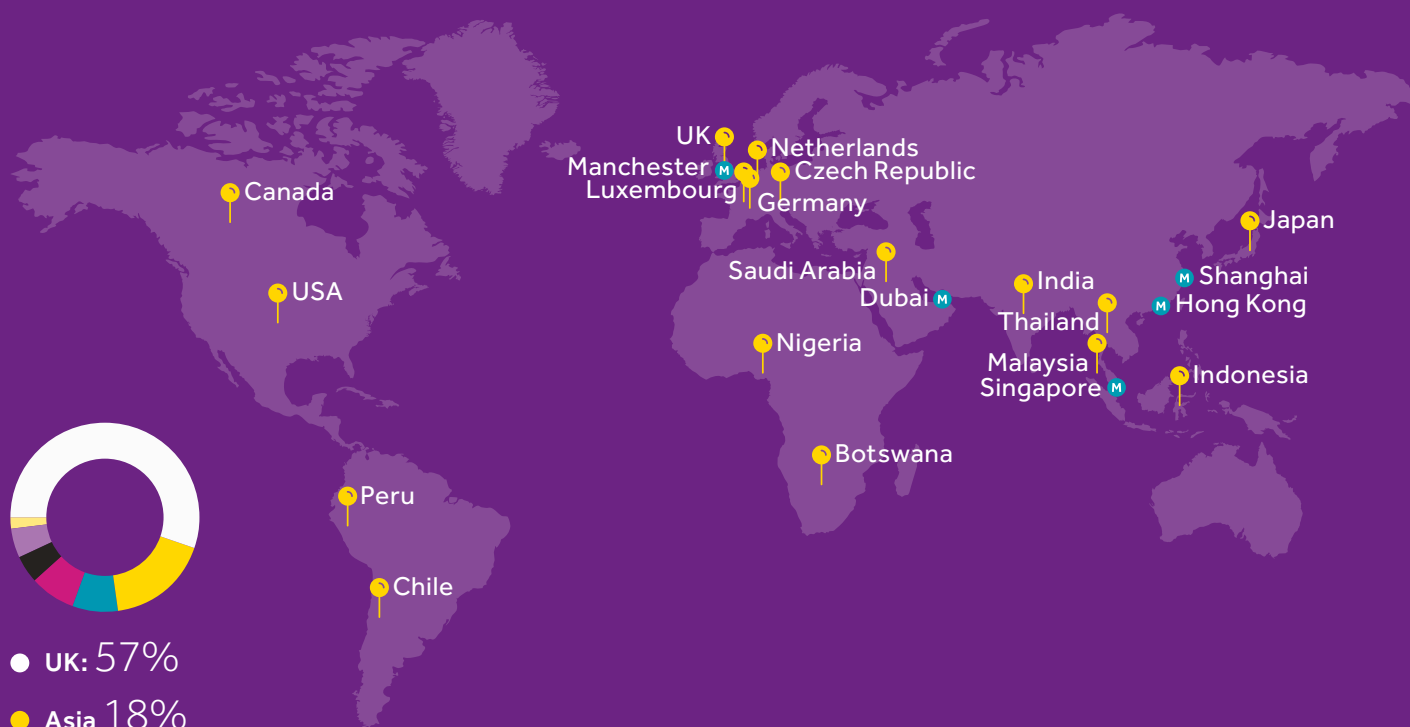 UK
Netherlands
Manchester M
Czech Republic
Luxembourg
Germany
Canada
Japan
USA
Saudi Arabia
India
M Shanghai
Dubai M
M Hong Kong
Thailand
Nigeria
Malaysia
Indonesia
Singapore M
Botswana
Peru
Chile
UK: 57%
Asia 18%